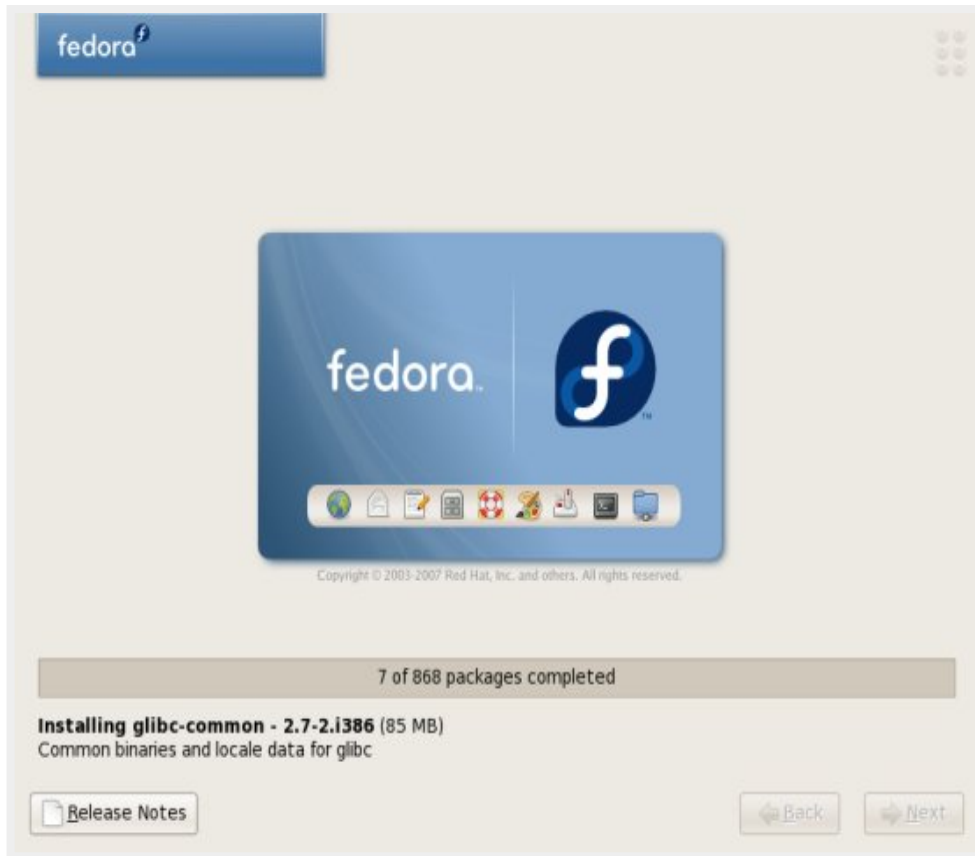 fedora
fedora
Copyright © 2003-2007 Red Hat, Inc. and others. All rights reserved.
7 of 868 packages completed
Installing glibc-common - 2.7-2.i386 (85 MB)
Common binaries and locale data for glibc
Release Notes
Back
Next